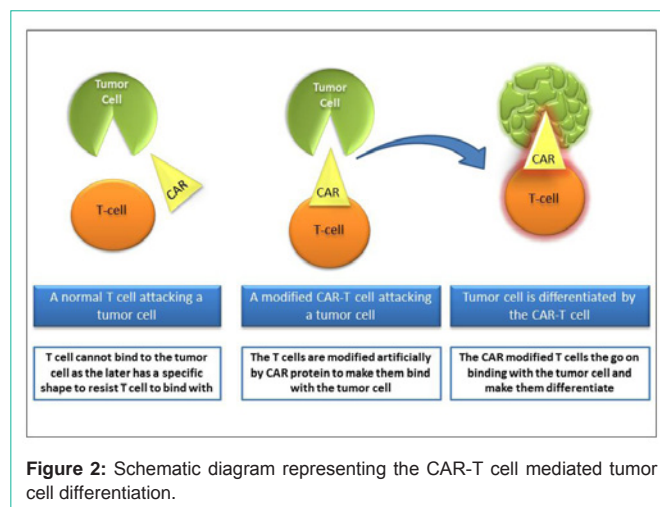 Tumor
Cell
CAR
T-cell
Tumor
Cell
CAR
T-cell
CAR
T-cell
A normal T cell attacking a
tumor cell
A modified CAR-T cell attacking
a tumor cell
Tumor cell is differentiated by
the CAR-T cell
T cell cannot bind to the tumor
cell as the later has a specific
shape to resist T cell to bind with
The T cells are modified artificially
by CAR protein to make them bind
with the tumor cell
The CAR modified T cells the go on
binding with the tumor cell and
make them differentiate
Figure 2: Schematic diagram representing the CAR-T cell mediated tumor
cell differentiation.